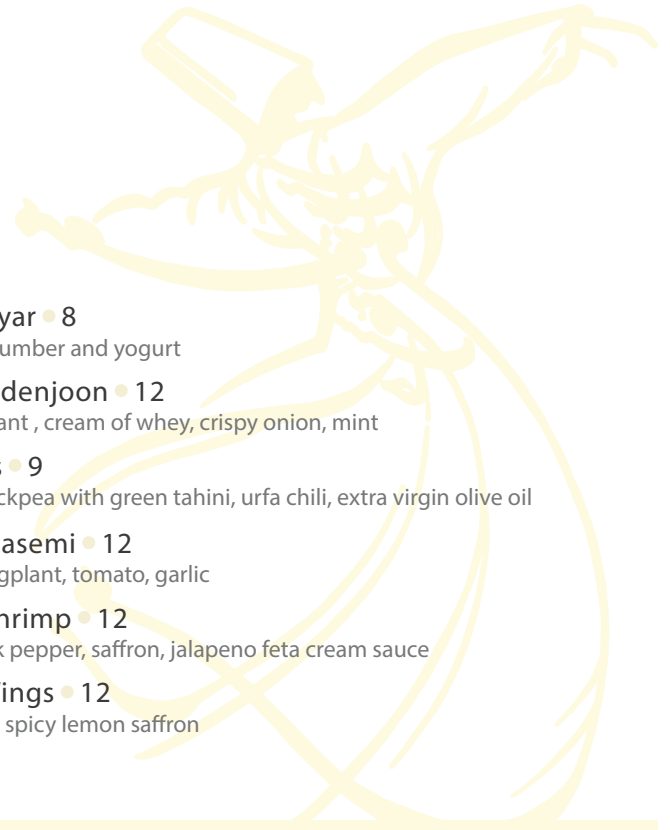 yar • 8
umber and yogurt
denjoon • 12
ant , cream of whey, crispy onion, mint
s • 9
ckpea with green tahini, urfa chili, extra virgin olive oil
asemi • 12
gplant, tomato, garlic
hrimp • 12
k pepper, saffron, jalapeno feta cream sauce
ings • 12
spicy lemon saffron